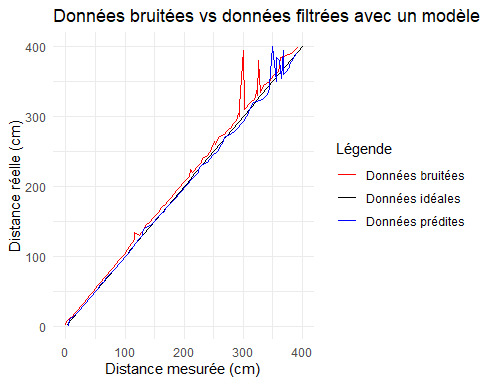 Données bruitées vs données filtrées avec un modèle
Distance réelle (cm)
400
300
200
100
0
0 100 200 300 400
Distance mesurée (cm)
Légende
Données bruitées
Données idéales
Données prédites